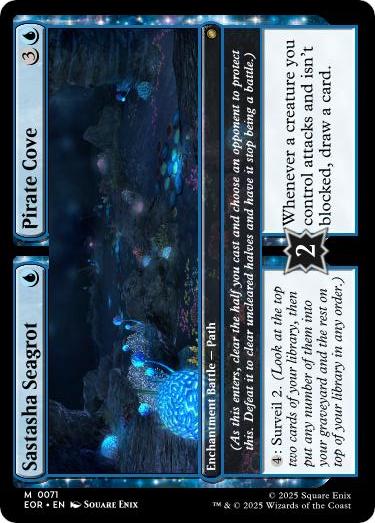 Sastasha Seagrot
Pirate Cove 3
Enchantment Battle — Path
(As this enters, clear the half you cast and choose an opponent to protect
this. Defeat it to clear uncleared halves and have it stop being a battle.)
4: Surveil 2. (Look at the top
two cards of your library, then
put any number of them into
your graveyard and the rest on
top of your library in any order.)
2
Whenever a creature you
control attacks and isn't
blocked, draw a card.
M 0071
EOR • EN SQUARE ENIX
© 2025 Square Enix
™ & © 2025 Wizards of the Coast